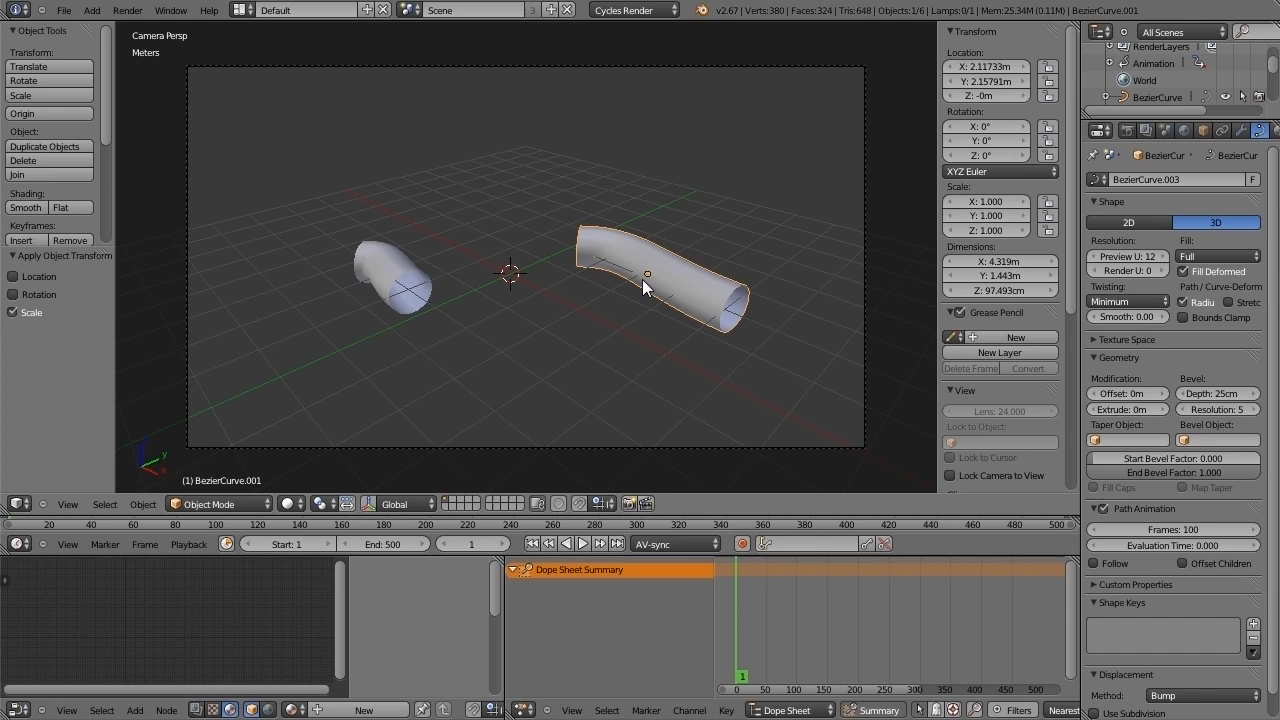 File Add Render Window Help Default Scene 3 Cycles Render v2.67 | Verts:380 | Faces:324 | Tris:648 | Objects:1/6 | Lamps:0/1 | Mem:25.34M (0.11M) | BezierCurve.001
Object Tools
Transform:
Translate
Rotate
Scale
Origin
Object:
Duplicate Objects
Delete
Join
Shading:
Smooth Flat
Keyframes:
Insert Remove
Apply Object Transform
Location
Rotation
Scale
Camera Persp
Meters
(1) BezierCurve.001
Transform
Location:
X: 2.11733m
Y: 2.15791m
Z: -0m
Rotation:
X: 0°
Y: 0°
Z: 0°
XYZ Euler
Scale:
X: 1.000
Y: 1.000
Z: 1.000
Dimensions:
X: 4.319m
Y: 1.443m
Z: 97.493cm
Grease Pencil
New
New Layer
Delete Frame Convert
View
Lens: 24.000
Lock to Object:
Lock to Cursor
Lock Camera to View
All Scenes
RenderLayers
Animation
World
BezierCurve
BezierCur BezierCur
BezierCurve.003 F
Shape
2D 3D
Resolution: Fill:
Preview U: 12 Full
Render U: 0 Fill Deformed
Twisting: Path / Curve-Deform
Minimum Radiu Stretc
Smooth: 0.00 Bounds Clamp
Texture Space
Geometry
Modification: Bevel:
Offset: 0m Depth: 25cm
Extrude: 0m Resolution: 5
Taper Object: Bevel Object:
Start Bevel Factor: 0.000
End Bevel Factor: 1.000
Fill Caps Map Taper
Path Animation
Frames: 100
Evaluation Time: 0.000
Follow Offset Children
Custom Properties
Shape Keys
Displacement
Method: Bump
Use Subdivision
View Select Object Object Mode Global
20 40 60 80 100 120 140 160 180 200 220 240 260 280 300 320 340 360 380 400 420 440 460 480 500
View Marker Frame Playback Start: 1 End: 500 1 AV-sync
Dope Sheet Summary
1
0 50 100 150 200 250 300 350 400 450 500
View Select Add Node New
View Select Marker Channel Key Dope Sheet Summary Filters Nearest
y
x